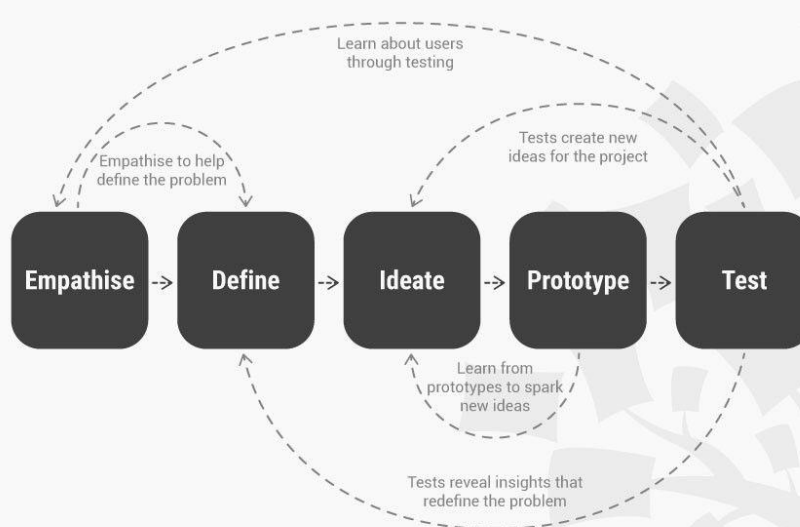 Learn about users
through testing
Tests create new
ideas for the project
Empathise to help
define the problem
Empathise
Define
Ideate
Prototype
Test
Learn from
prototypes to spark
new ideas
Tests reveal insights that
redefine the problem